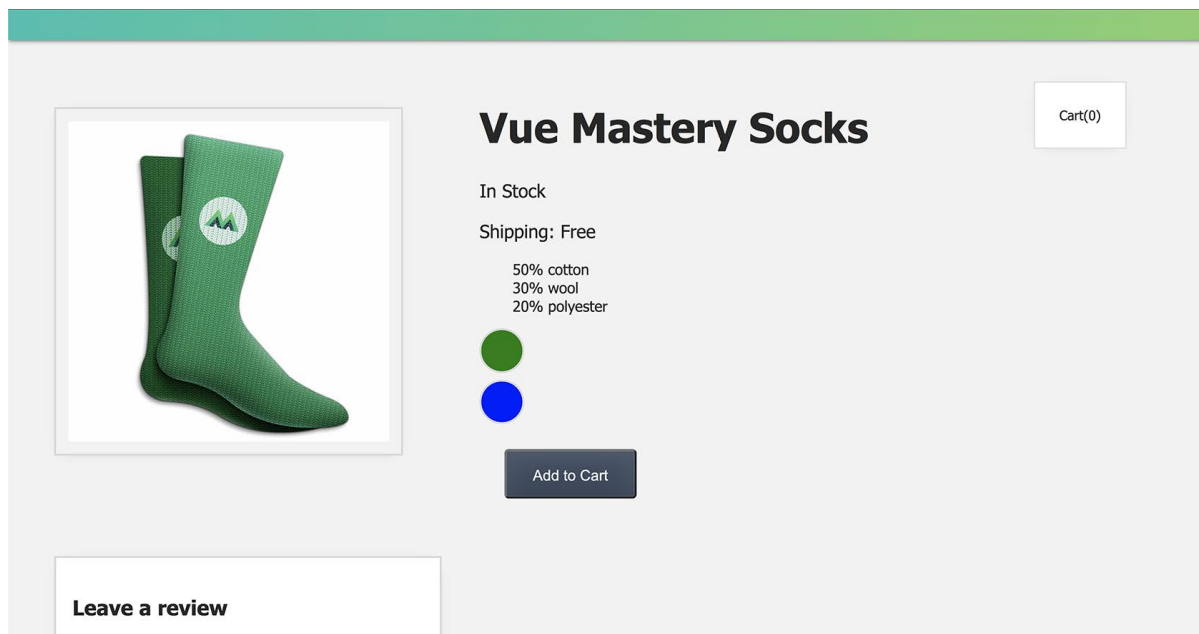 Vue Mastery Socks
Cart(0)
In Stock
Shipping: Free
50% cotton
30% wool
20% polyester
Add to Cart
Leave a review